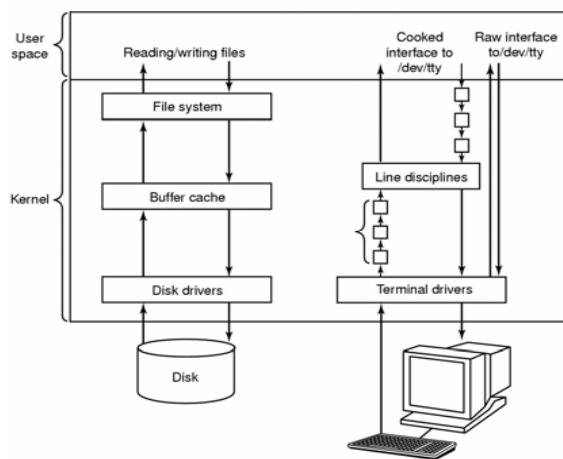 User
space
Reading/writing files
Cooked
interface to
/dev/tty
Raw interface
to/dev/tty
Kernel
File system
Buffer cache
Disk drivers
Disk
Line disciplines
Terminal drivers